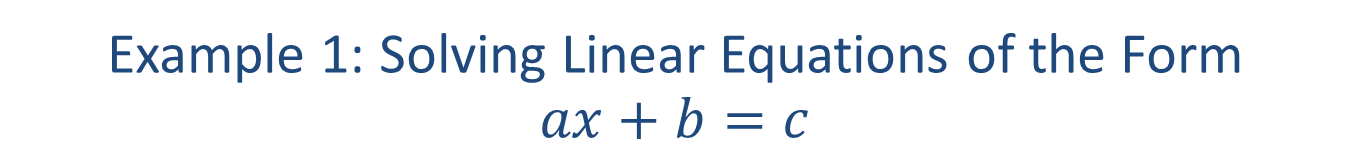 Example 1: Solving Linear Equations of the Form
ax + b = c